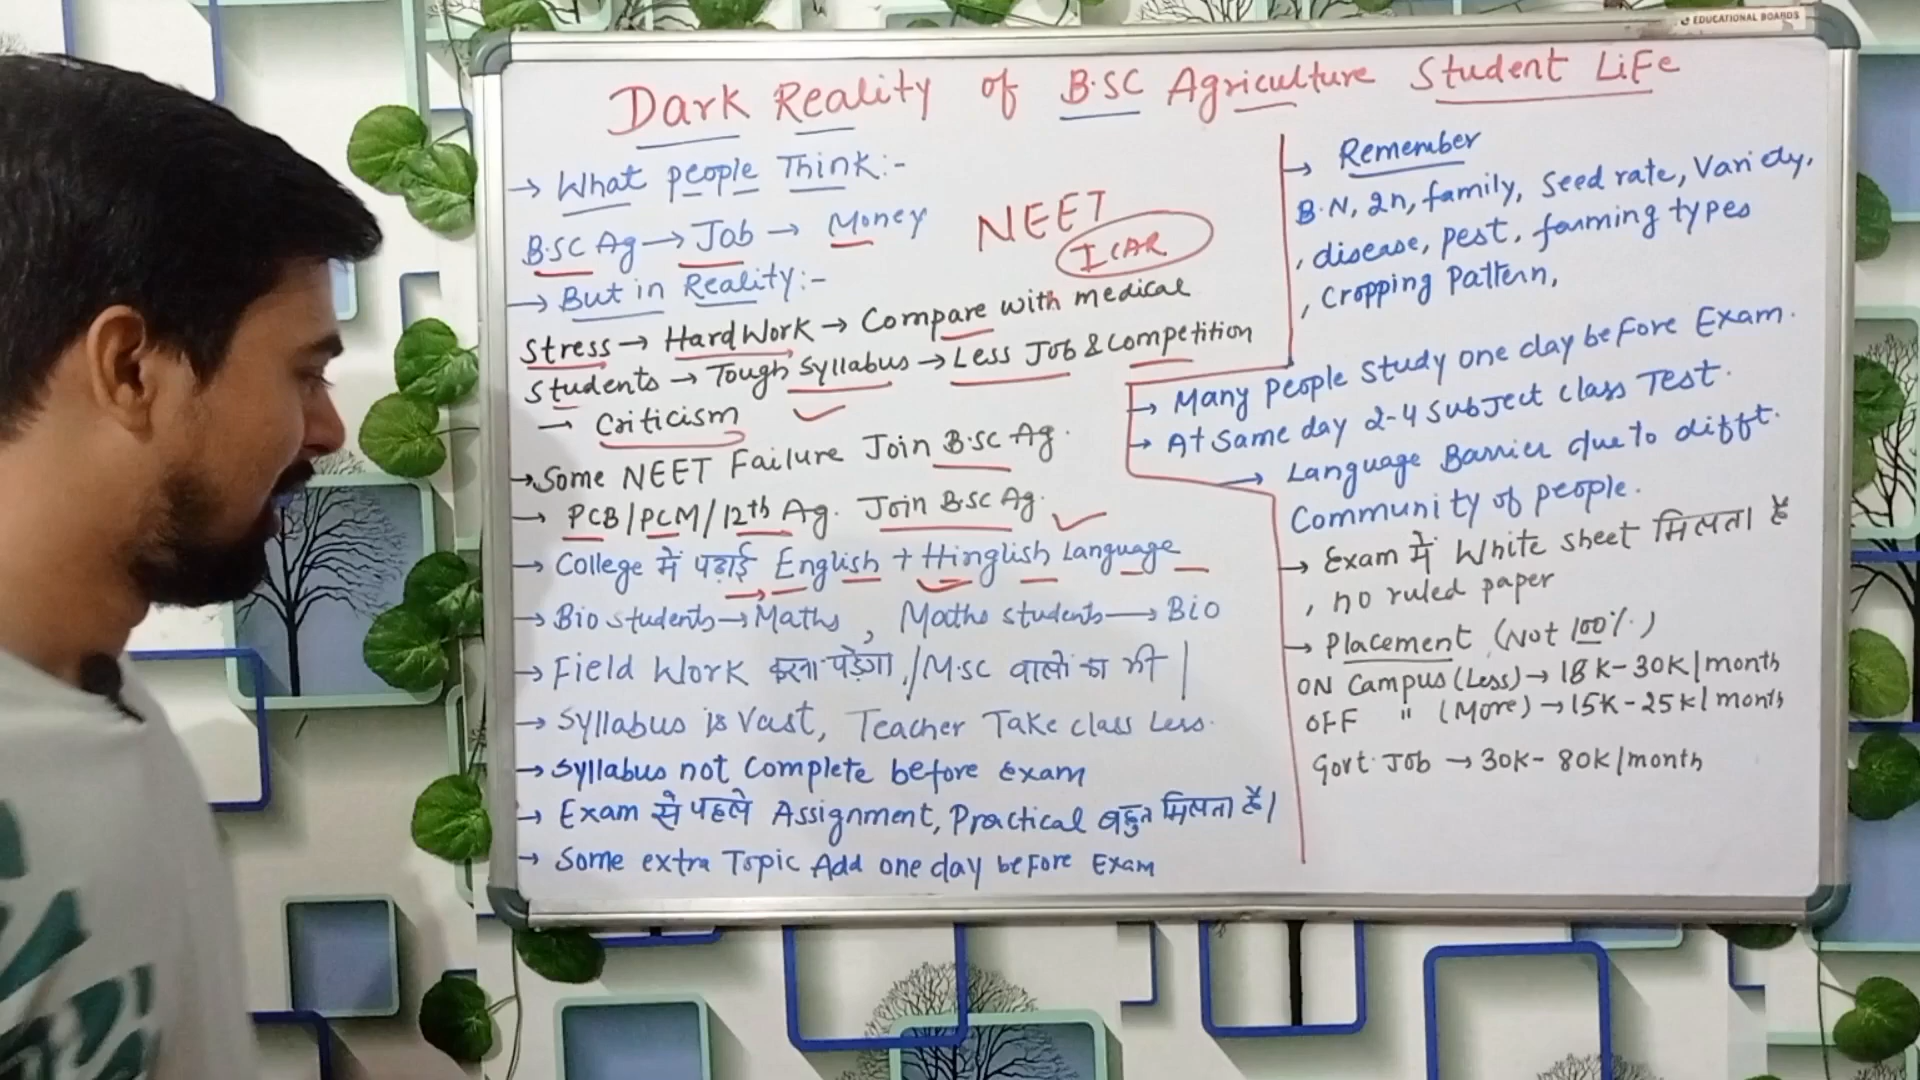 EDUCATIONAL BOARDS
Dark Reality of B.SC Agriculture Student LiFe
→ What people Think:-
B.SC Ag → Job → Money
NEET
ICAR
→ But in Reality:-
Stress → HardWork → Compare with medical
Students → Tough Syllabus → Less Job & Competition
→ Criticism
→ Some NEET Failure Join B.SC Ag.
→ PCB/PCM/12th Ag. Join B.SC Ag.
→ College में पढ़ाई English + Hinglish Language
→ Bio students → Maths, Maths students → Bio
→ Field Work करना पड़ेगा,/M.SC वालो का भी |
→ Syllabus is Vast, Teacher Take class Less.
→ Syllabus not Complete before Exam
→ Exam से पहले Assignment, Practical बहुत मिलता है |
→ Some extra Topic Add one day beFore Exam
→ Remember
B.N, 2n, family, Seed rate, Variety,
, disease, pest, farming types
, Cropping Pattern,
→ Many People Study one day beFore Exam.
→ At Same day 2-4 SubJect Class Test.
→ Language Barrier due to difft.
Community of people.
→ Exam में White sheet मिलता है
, no ruled paper
→ Placement (Not 100%)
ON Campus (Less) → 18K-30K/month
OFF " (More) → 15K-25K/month
Govt. Job → 30K-80K/month